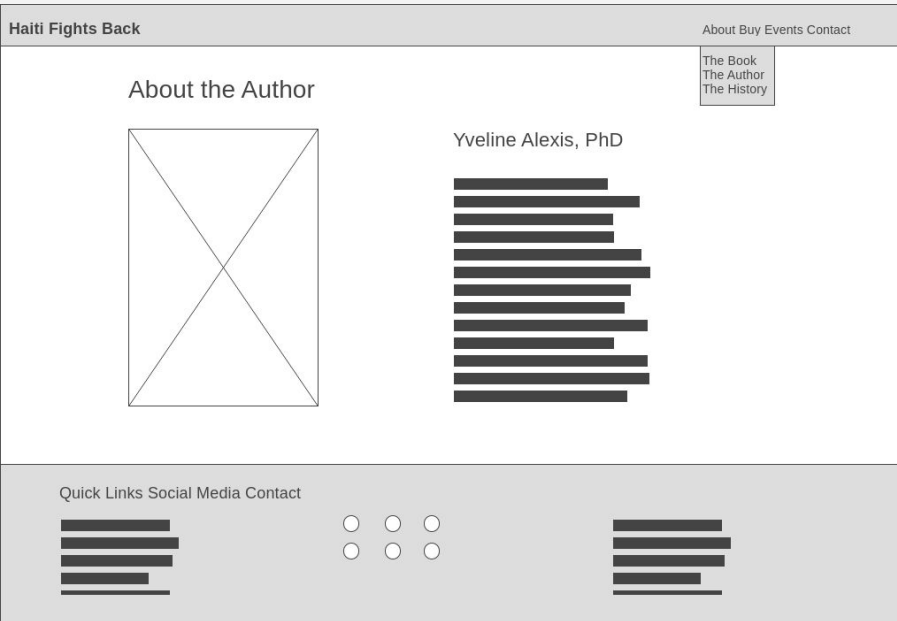 Haiti Fights Back
About Buy Events Contact
The Book
The Author
The History
About the Author
Yveline Alexis, PhD
Quick Links Social Media Contact